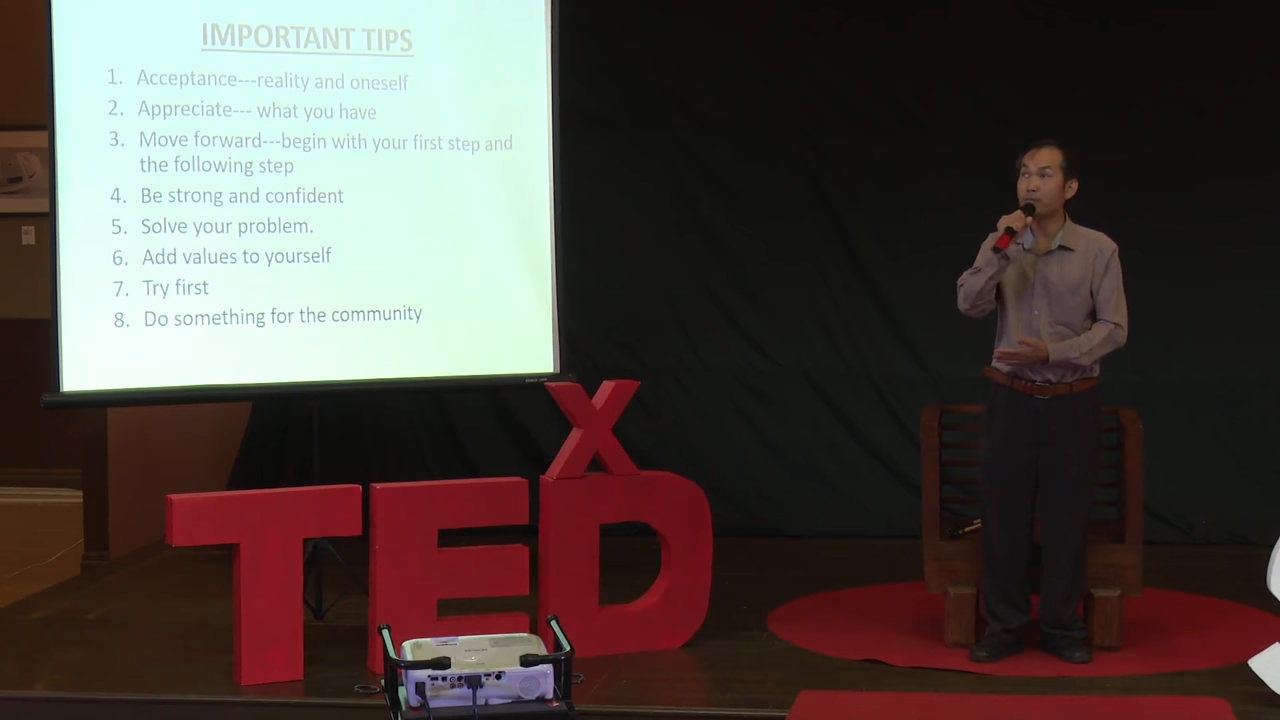 IMPORTANT TIPS
1. Acceptance---reality and oneself
2. Appreciate--- what you have
3. Move forward---begin with your first step and
the following step
4. Be strong and confident
5. Solve your problem.
6. Add values to yourself
7. Try first
8. Do something for the community
X
TED